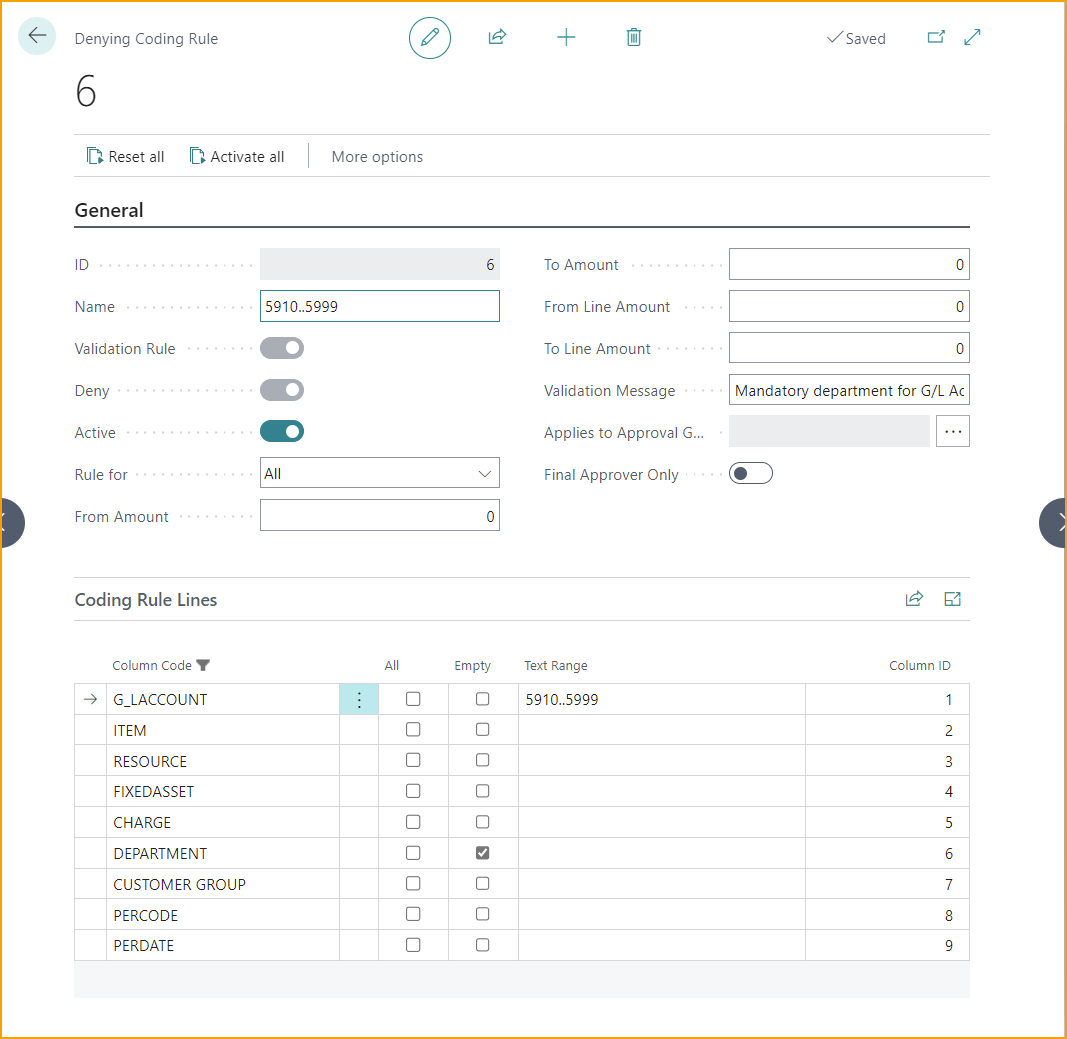 Denying Coding Rule
Saved
6
Reset all
Activate all
More options
General
ID 6
Name 5910..5999
Validation Rule
Deny
Active
Rule for All
From Amount 0
To Amount 0
From Line Amount 0
To Line Amount 0
Validation Message Mandatory department for G/L Ac
Applies to Approval G...
Final Approver Only
Coding Rule Lines
Column Code All Empty Text Range Column ID
G_LACCOUNT 5910..5999 1
ITEM 2
RESOURCE 3
FIXEDASSET 4
CHARGE 5
DEPARTMENT 6
CUSTOMER GROUP 7
PERCODE 8
PERDATE 9